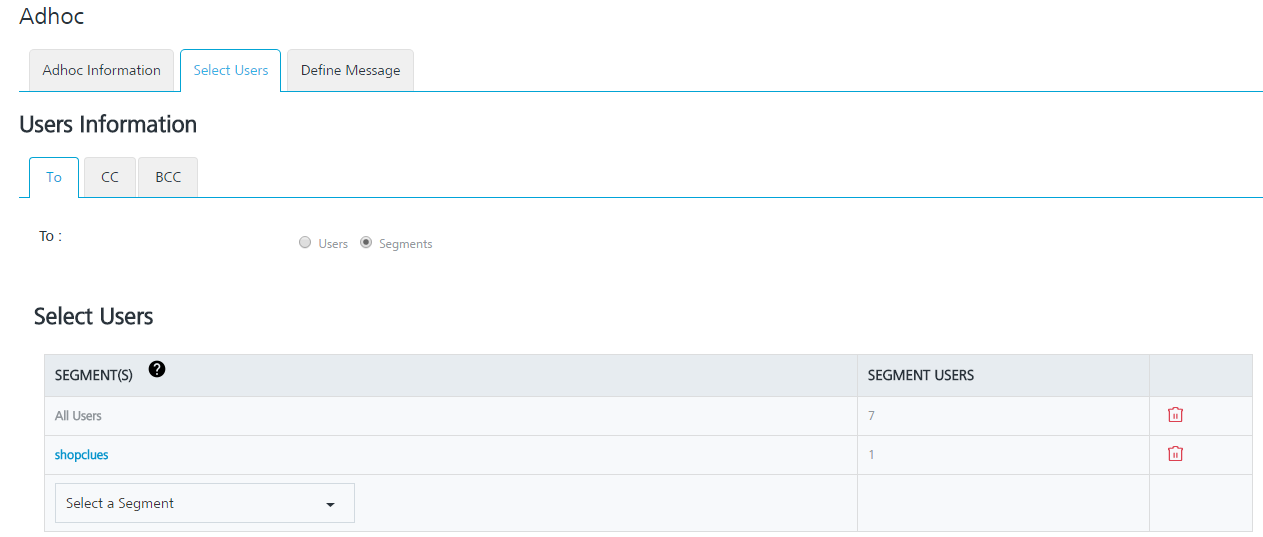 Adhoc
Adhoc Information Select Users Define Message
Users Information
To CC BCC
To : Users Segments
Select Users
SEGMENT(S) ? SEGMENT USERS
All Users 7
shopclues 1
Select a Segment